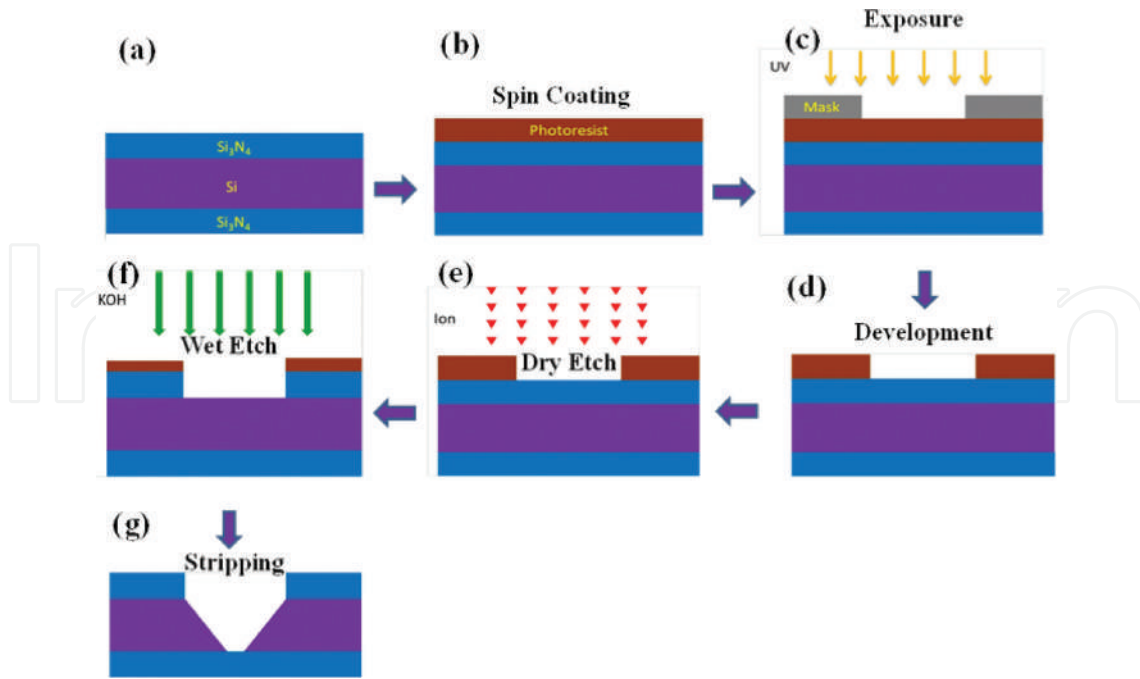 (a)
Si₃N₄
Si
Si₃N₄
(b)
Spin Coating
Photoresist
Exposure
(c)
UV
Mask
(d)
Development
(e)
Ion
Dry Etch
(f)
KOH
Wet Etch
(g)
Stripping